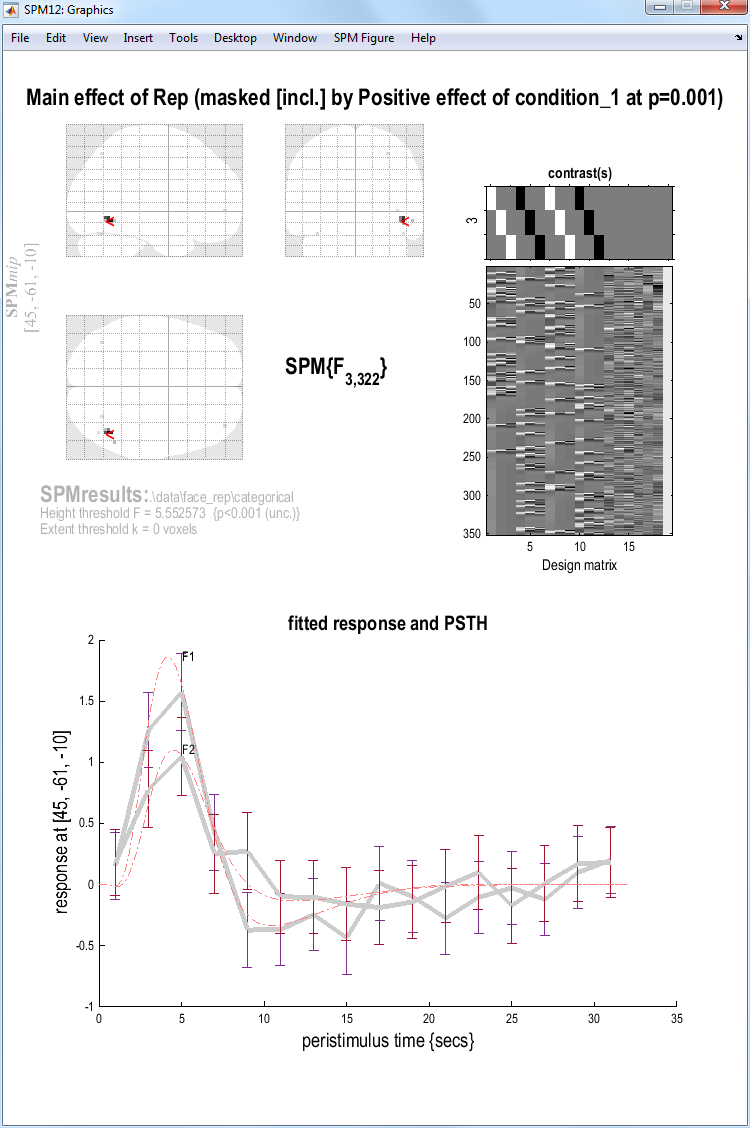 SPM12: Graphics
File Edit View Insert Tools Desktop Window SPM Figure Help
Main effect of Rep (masked [incl.] by Positive effect of condition_1 at p=0.001)
SPMmip
[45, -61, -10]
contrast(s)
3
50
100
150
200
250
300
350
5 10 15
Design matrix
SPM{F3,322}
SPMresults: .\data\face_rep\categorical
Height threshold F = 5.552573 {p<0.001 (unc.)}
Extent threshold k = 0 voxels
fitted response and PSTH
response at [45, -61, -10]
2
1.5
1
0.5
0
-0.5
-1
F1
F2
0 5 10 15 20 25 30 35
peristimulus time {secs}